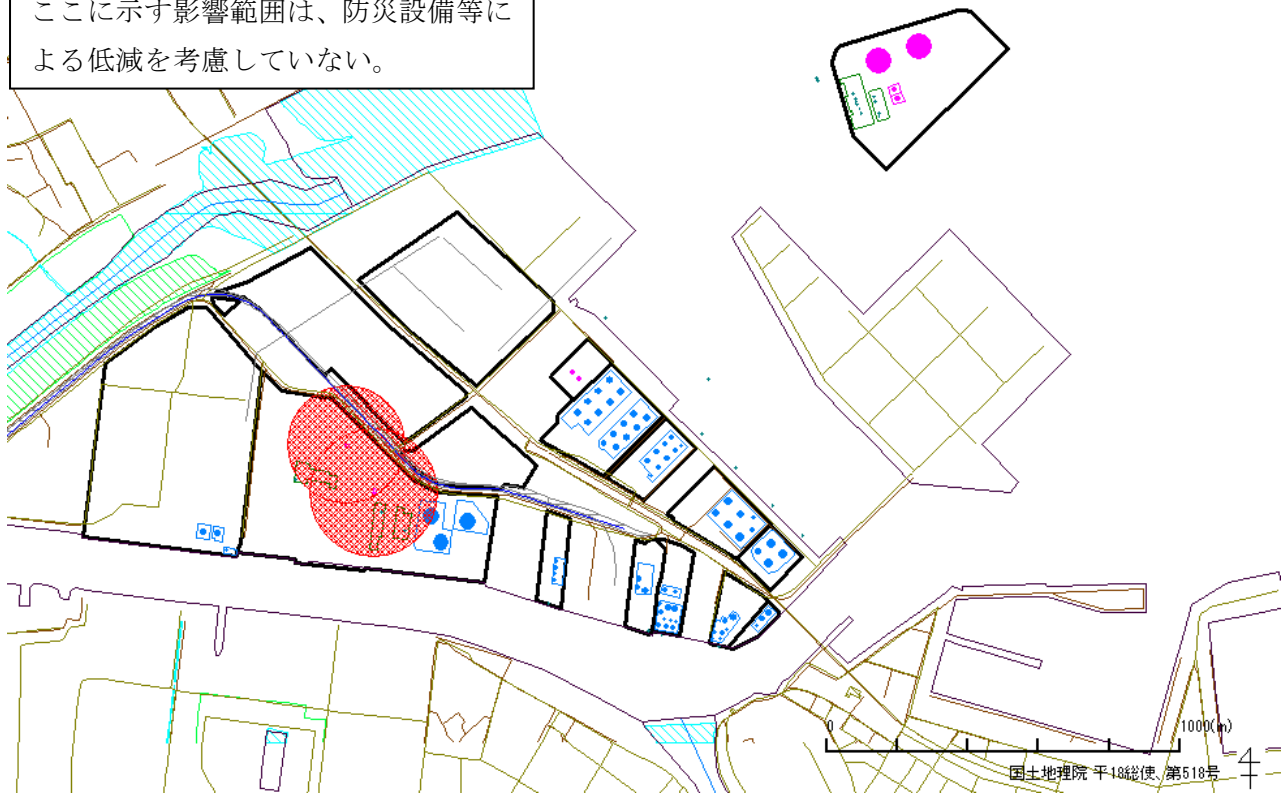 ここに示す影響範囲は、防災設備等に
よる低減を考慮していない。
0
1000(m)
国土地理院 平18総使、第518号